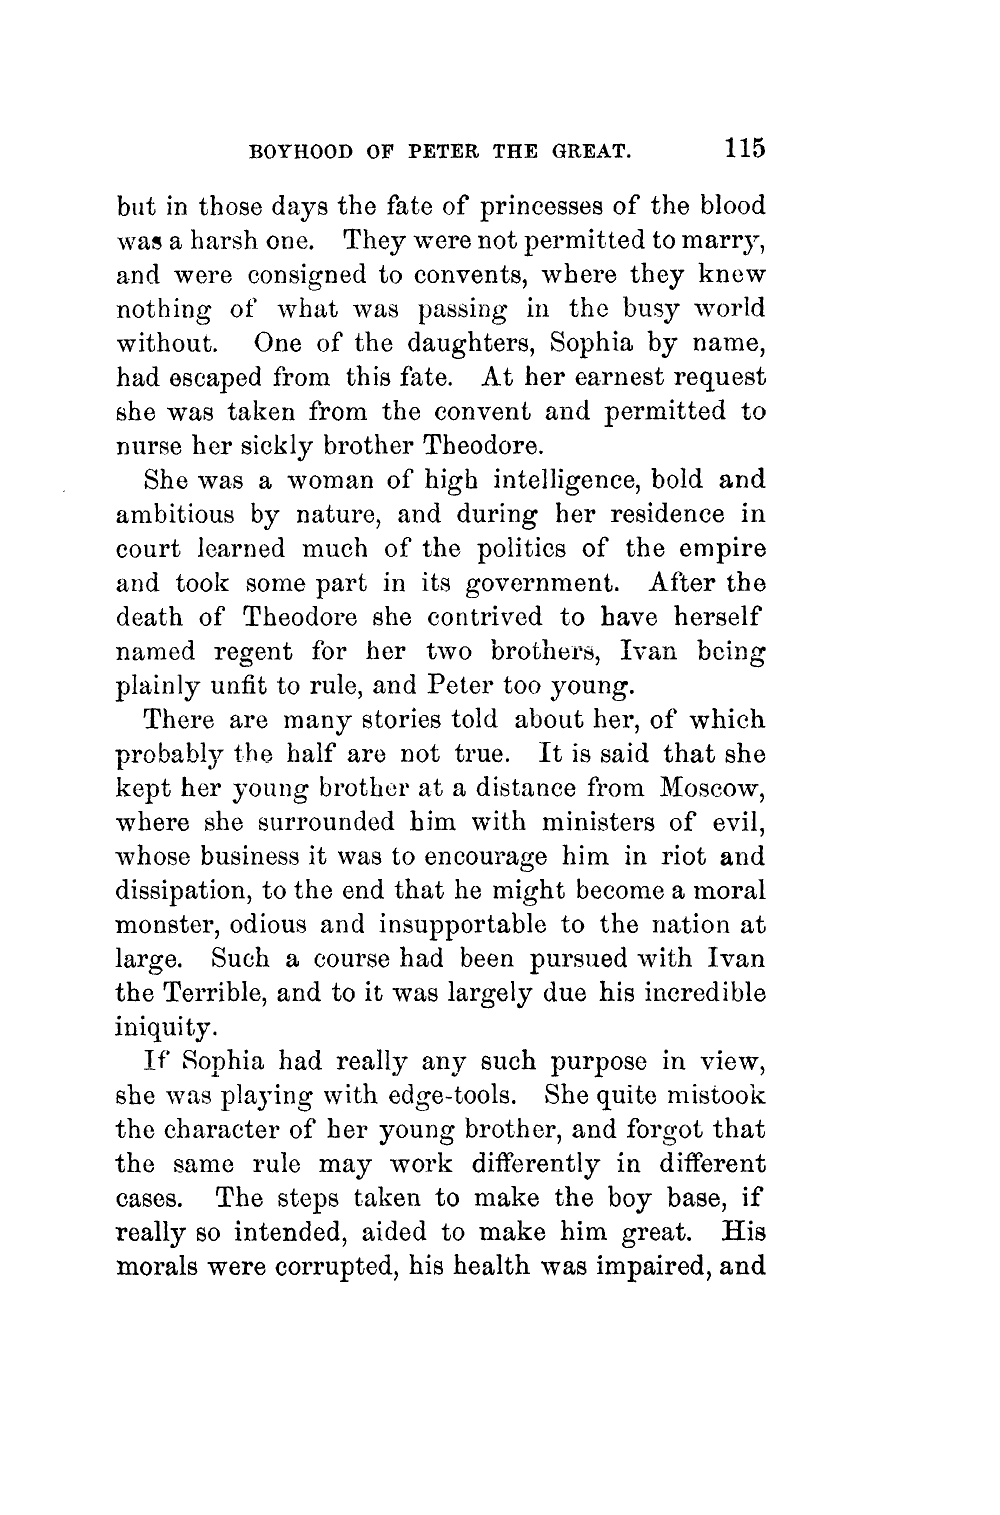 BOYHOOD OF PETER THE GREAT. 115
but in those days the fate of princesses of the blood
was a harsh one. They were not permitted to marry,
and were consigned to convents, where they knew
nothing of what was passing in the busy world
without. One of the daughters, Sophia by name,
had escaped from this fate. At her earnest request
she was taken from the convent and permitted to
nurse her sickly brother Theodore.
She was a woman of high intelligence, bold and
ambitious by nature, and during her residence in
court learned much of the politics of the empire
and took some part in its government. After the
death of Theodore she contrived to have herself
named regent for her two brothers, Ivan being
plainly unfit to rule, and Peter too young.
There are many stories told about her, of which
probably the half are not true. It is said that she
kept her young brother at a distance from Moscow,
where she surrounded him with ministers of evil,
whose business it was to encourage him in riot and
dissipation, to the end that he might become a moral
monster, odious and insupportable to the nation at
large. Such a course had been pursued with Ivan
the Terrible, and to it was largely due his incredible
iniquity.
If Sophia had really any such purpose in view,
she was playing with edge-tools. She quite mistook
the character of her young brother, and forgot that
the same rule may work differently in different
cases. The steps taken to make the boy base, if
really so intended, aided to make him great. His
morals were corrupted, his health was impaired, and